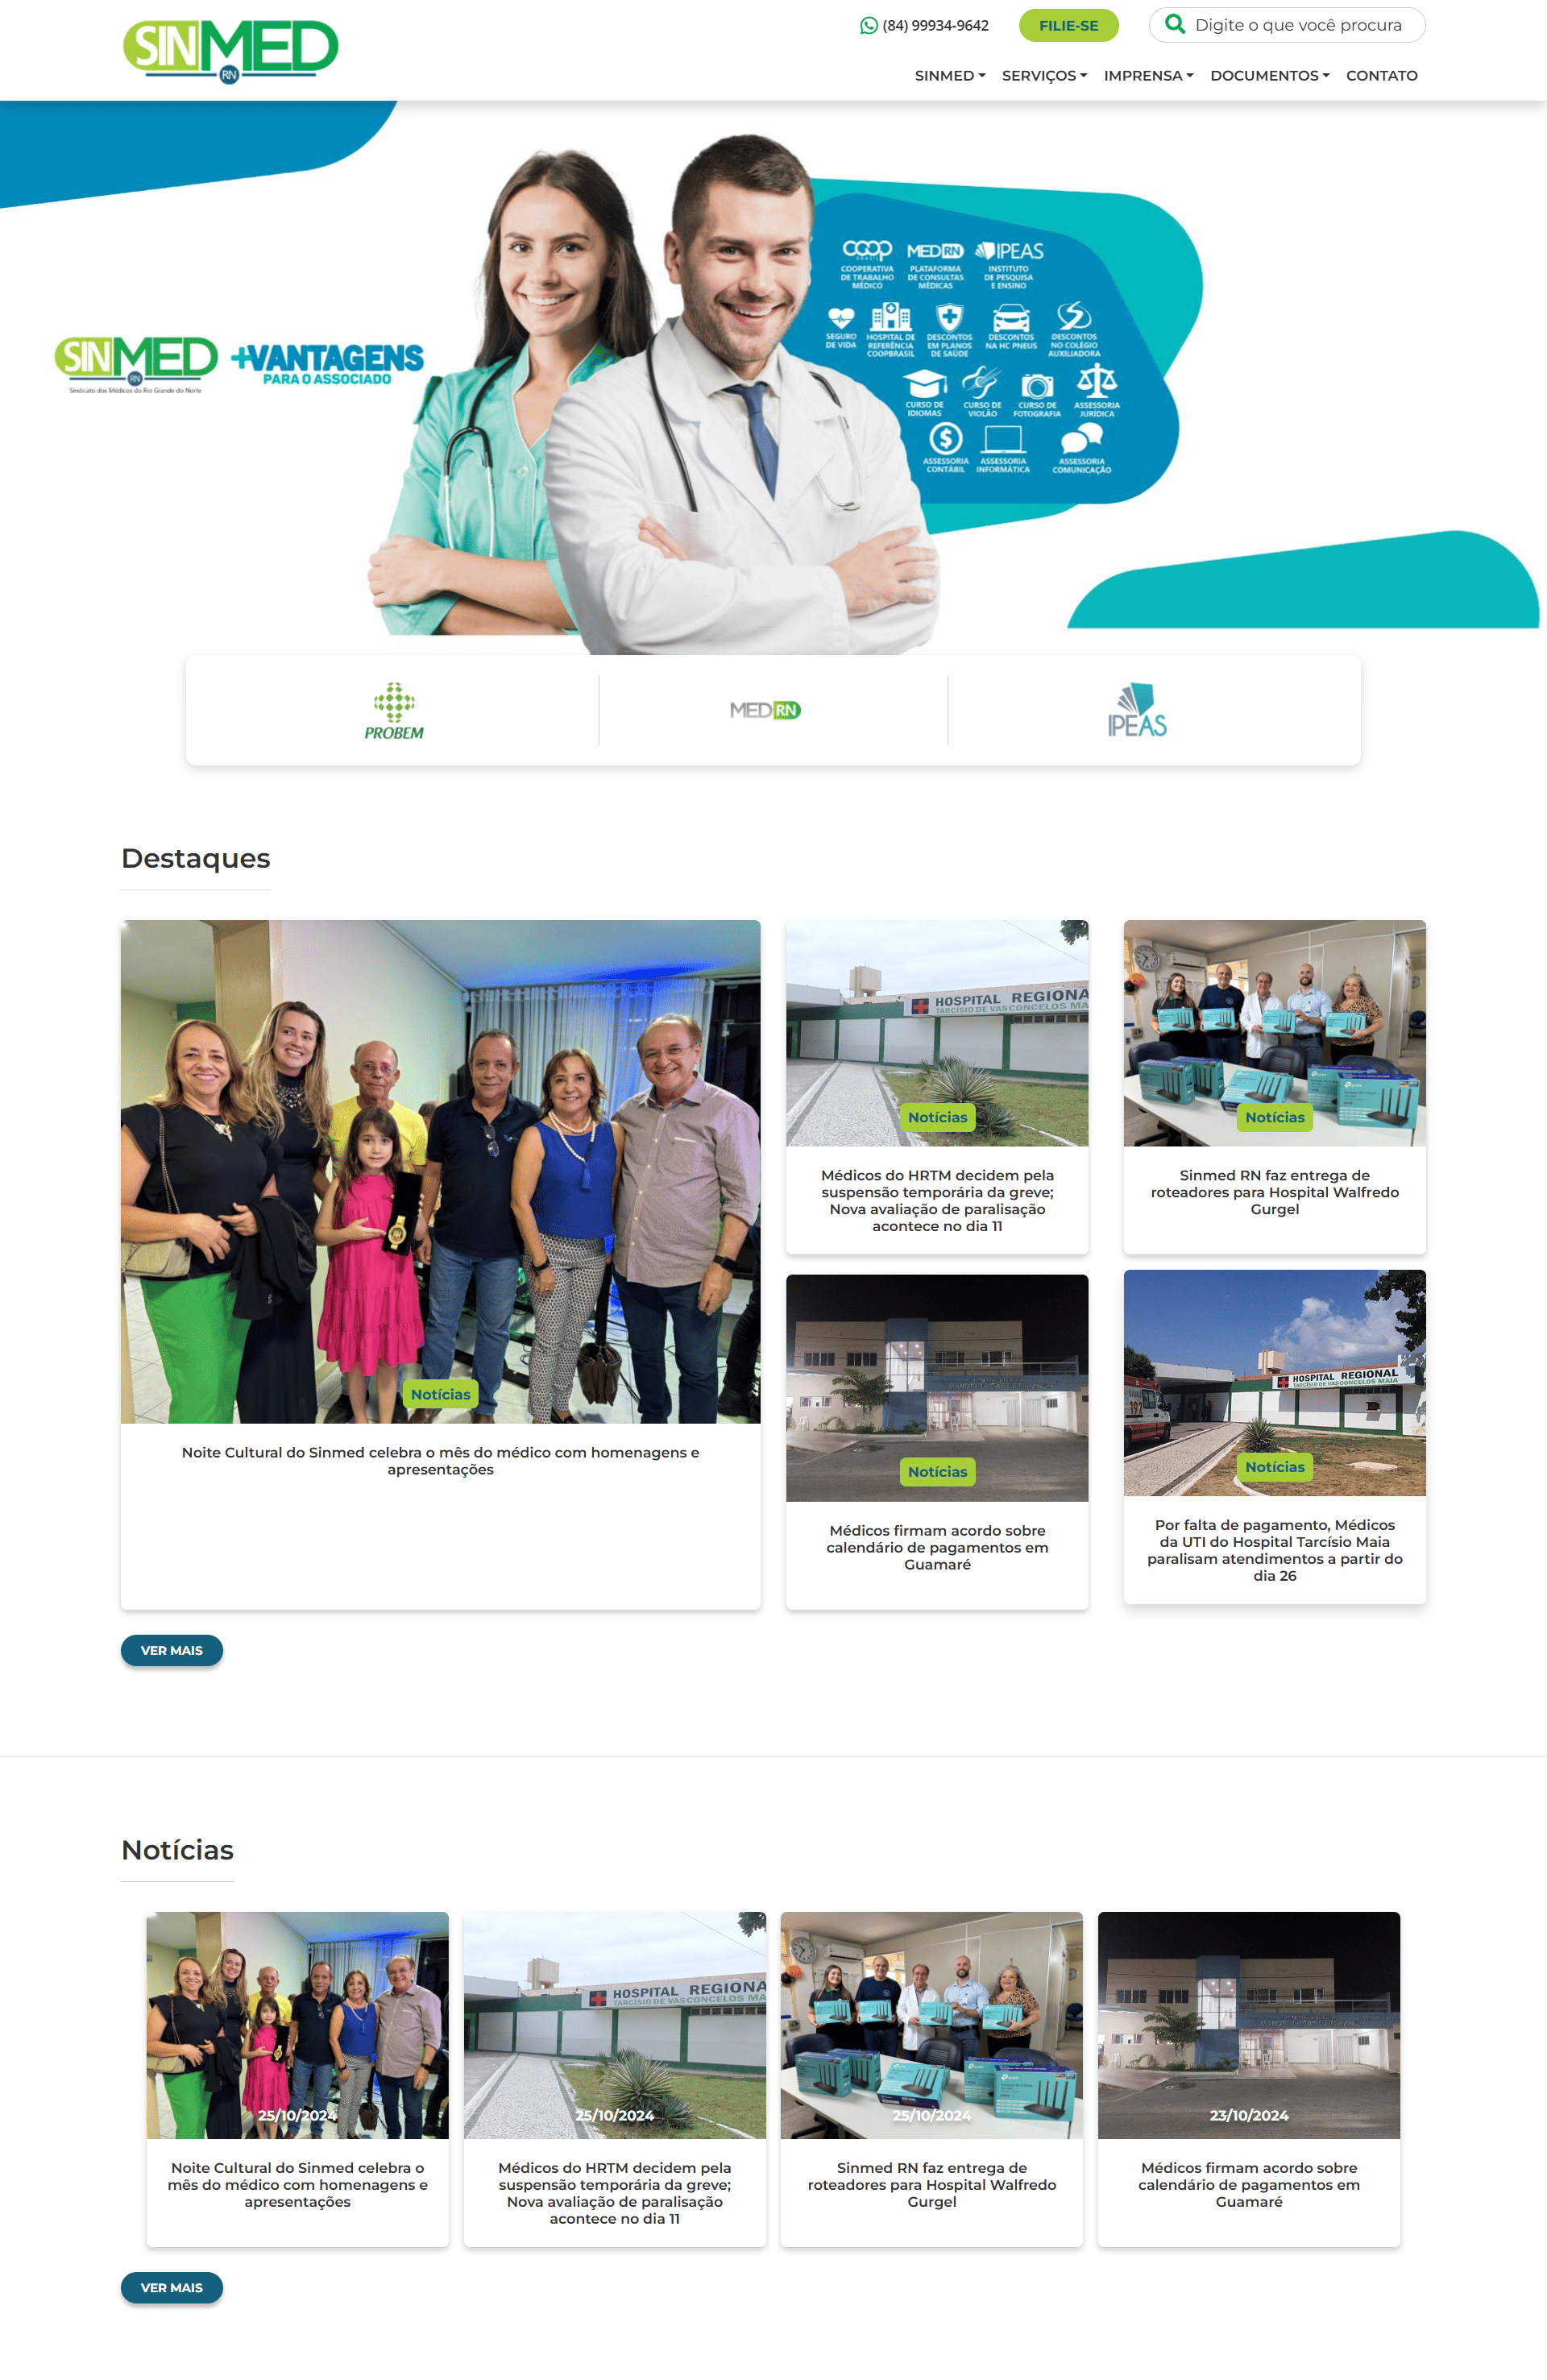 SINMED
RN
(84) 99934-9642
FILIE-SE
Digite o que você procura
SINMED
SERVIÇOS
IMPRENSA
DOCUMENTOS
CONTATO
SINMED
RN
Sindicato dos Médicos do Rio Grande do Norte
+VANTAGENS
PARA O ASSOCIADO
COOP
BRASIL
COOPERATIVA
DE TRABALHO
MÉDICO
MEDRN
PLATAFORMA
DE CONSULTAS
MÉDICAS
IPEAS
INSTITUTO
DE PESQUISA
E ENSINO
SEGURO
DE VIDA
HOSPITAL DE
REFERÊNCIA
COOPBRASIL
DESCONTOS
EM PLANOS
DE SAÚDE
DESCONTOS
NA HC PNEUS
DESCONTOS
NO COLÉGIO
AUXILIADORA
CURSO DE
IDIOMAS
CURSO DE
VIOLÃO
CURSO DE
FOTOGRAFIA
ASSESSORIA
JURÍDICA
ASSESSORIA
CONTÁBIL
ASSESSORIA
INFORMÁTICA
ASSESSORIA
COMUNICAÇÃO
PROBEM
MEDRN
IPEAS
Destaques
Notícias
Noite Cultural do Sinmed celebra o mês do médico com homenagens e
apresentações
HOSPITAL REGIONA
TARCÍSIO DE VASCONCELOS MA
Notícias
Médicos do HRTM decidem pela
suspensão temporária da greve;
Nova avaliação de paralisação
acontece no dia 11
Notícias
Sinmed RN faz entrega de
roteadores para Hospital Walfredo
Gurgel
Notícias
Médicos firmam acordo sobre
calendário de pagamentos em
Guamaré
HOSPITAL REGIONAL
TARCÍSIO DE VASCONCELOS MAIA
192
Notícias
Por falta de pagamento, Médicos
da UTI do Hospital Tarcísio Maia
paralisam atendimentos a partir do
dia 26
VER MAIS
Notícias
25/10/2024
Noite Cultural do Sinmed celebra o
mês do médico com homenagens e
apresentações
HOSPITAL REGIONA
TARCÍSIO DE VASCONCELOS MA
25/10/2024
Médicos do HRTM decidem pela
suspensão temporária da greve;
Nova avaliação de paralisação
acontece no dia 11
25/10/2024
Sinmed RN faz entrega de
roteadores para Hospital Walfredo
Gurgel
23/10/2024
Médicos firmam acordo sobre
calendário de pagamentos em
Guamaré
VER MAIS